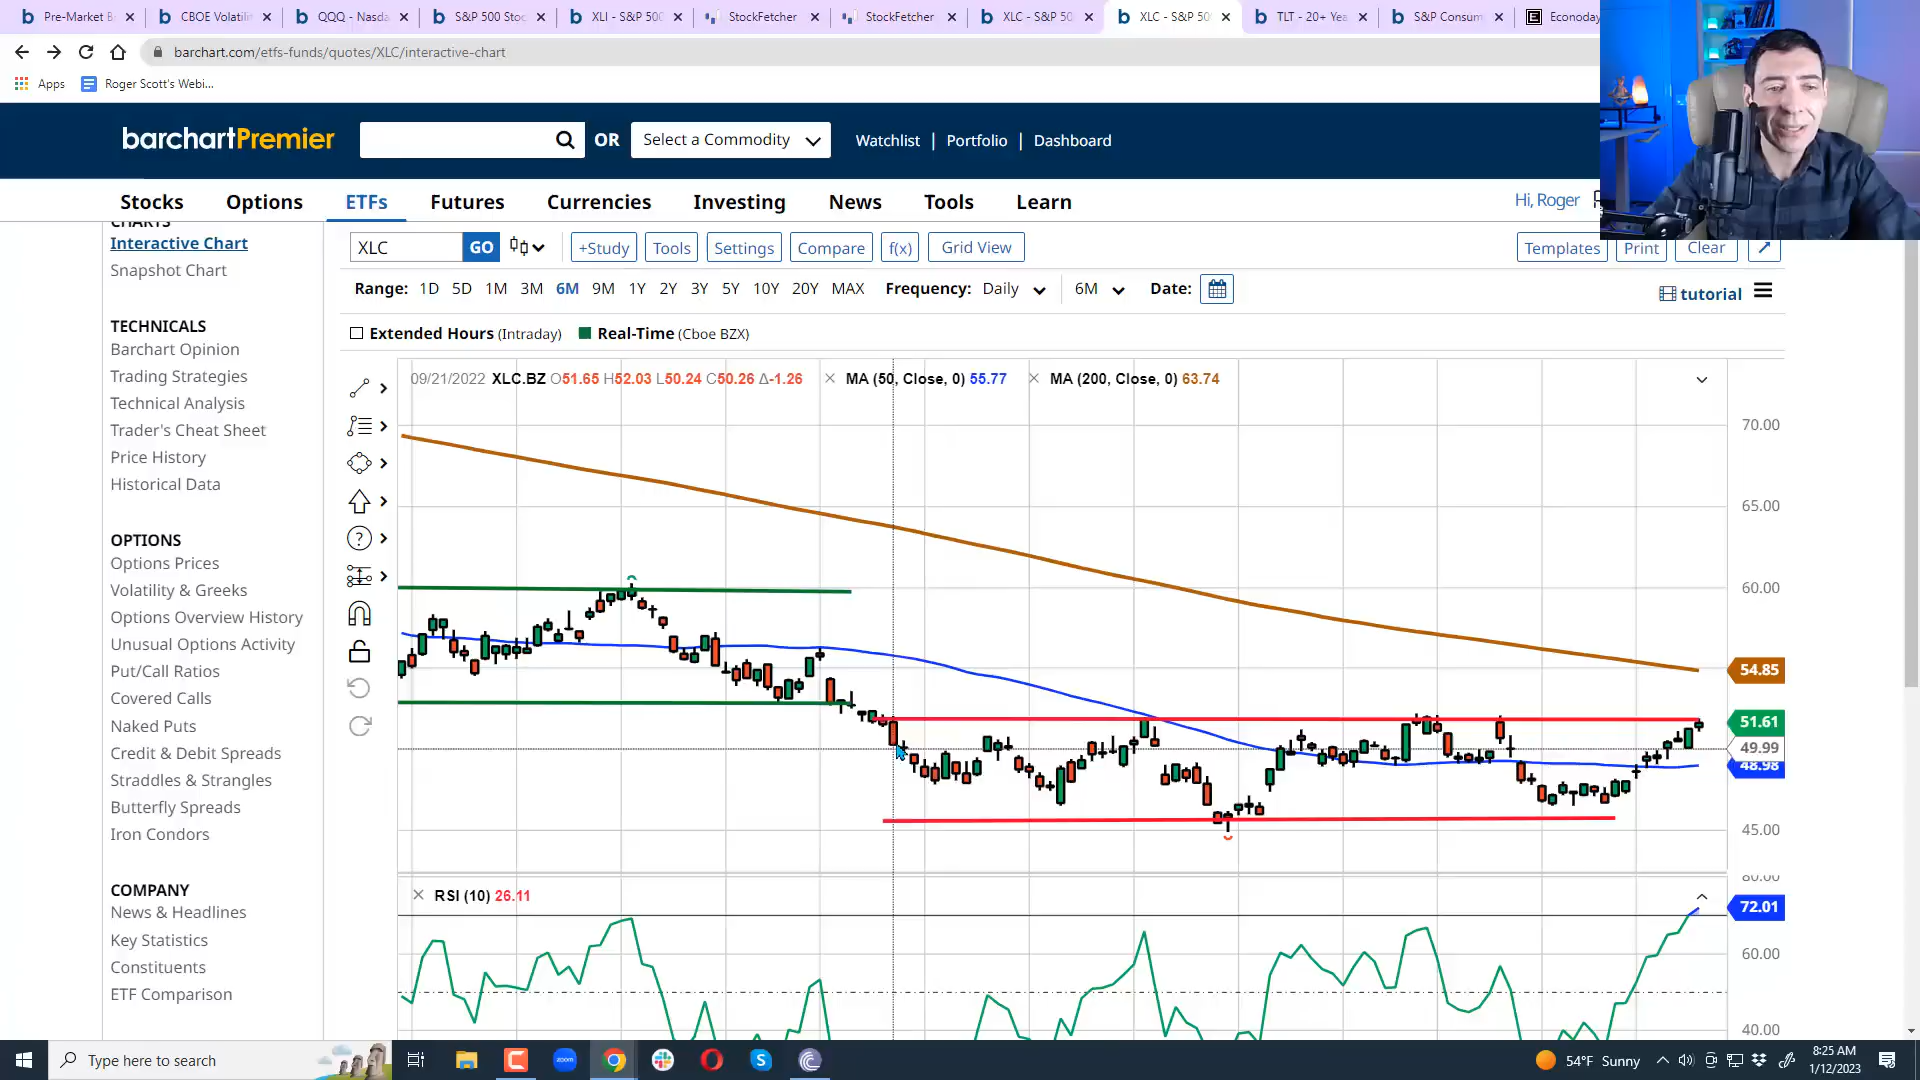 Pre-Market B
CBOE Volatili
QQQ - Nasda
S&P 500 Stoc
XLI - S&P 500
StockFetcher
StockFetcher
XLC - S&P 50
XLC - S&P 50
TLT - 20+ Yea
S&P Consum
Econoday
barchart.com/etfs-funds/quotes/XLC/interactive-chart
Apps
Roger Scott's Webi...
barchartPremier
OR
Select a Commodity
Watchlist | Portfolio | Dashboard
Stocks
Options
ETFs
Futures
Currencies
Investing
News
Tools
Learn
Hi, Roger
CHARTS
Interactive Chart
Snapshot Chart
TECHNICALS
Barchart Opinion
Trading Strategies
Technical Analysis
Trader's Cheat Sheet
Price History
Historical Data
OPTIONS
Options Prices
Volatility & Greeks
Options Overview History
Unusual Options Activity
Put/Call Ratios
Covered Calls
Naked Puts
Credit & Debit Spreads
Straddles & Strangles
Butterfly Spreads
Iron Condors
COMPANY
News & Headlines
Key Statistics
Constituents
ETF Comparison
XLC GO +Study Tools Settings Compare f(x) Grid View Templates Print Clear
Range: 1D 5D 1M 3M 6M 9M 1Y 2Y 3Y 5Y 10Y 20Y MAX Frequency: Daily 6M Date:
tutorial
Extended Hours (Intraday) Real-Time (Cboe BZX)
09/21/2022 XLC.BZ O51.65 H52.03 L50.24 C50.26 Δ-1.26 MA (50, Close, 0) 55.77 MA (200, Close, 0) 63.74
70.00
65.00
60.00
54.85
51.61
49.99
48.98
45.00
RSI (10) 26.11
80.00
72.01
60.00
40.00
Type here to search
zoom
54°F Sunny
8:25 AM
1/12/2023